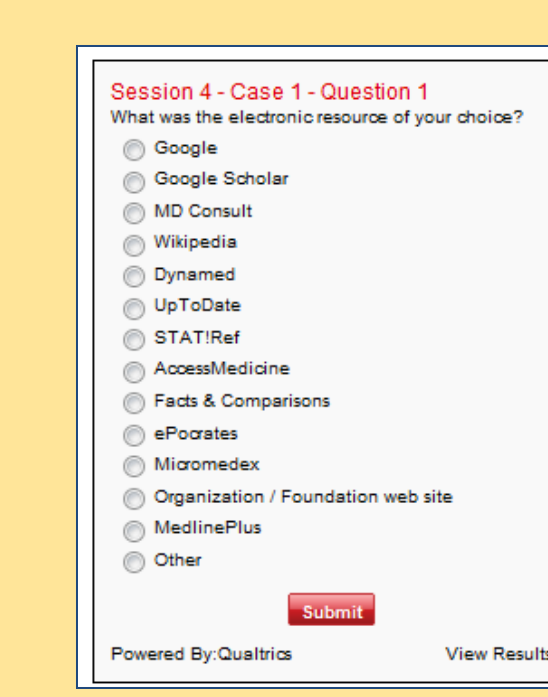 Session 4 - Case 1 - Question 1
What was the electronic resource of your choice?
Google
Google Scholar
MD Consult
Wikipedia
Dynamed
UpToDate
STAT!Ref
AccessMedicine
Facts & Comparisons
ePocrates
Micromedex
Organization / Foundation web site
MedlinePlus
Other
Submit
Powered By:Qualtrics View Results